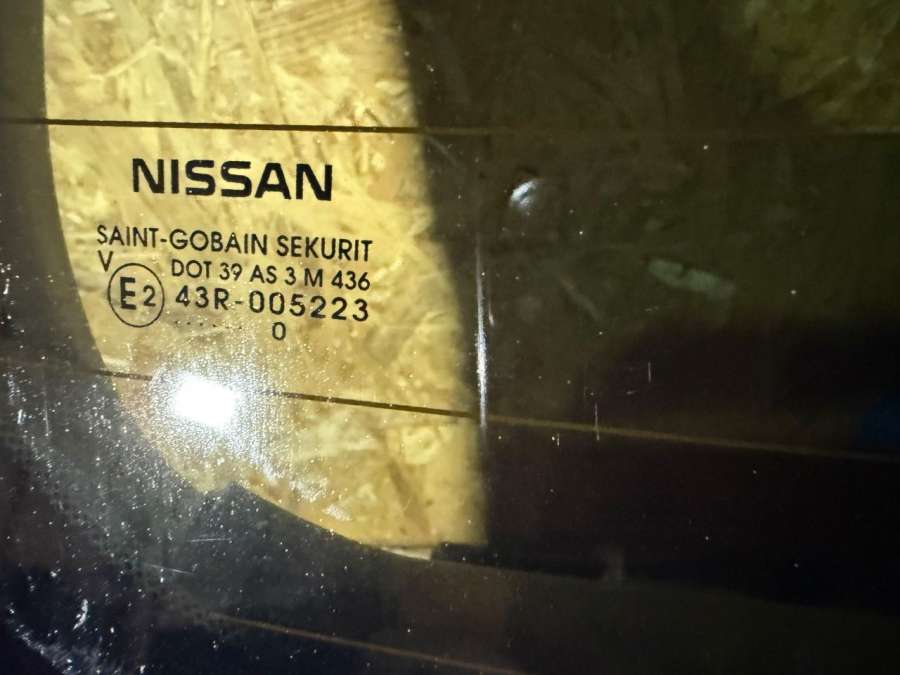 NISSAN
SAINT-GOBAIN SEKURIT
V DOT 39 AS 3 M 436
E2 43R-005223
...... 0